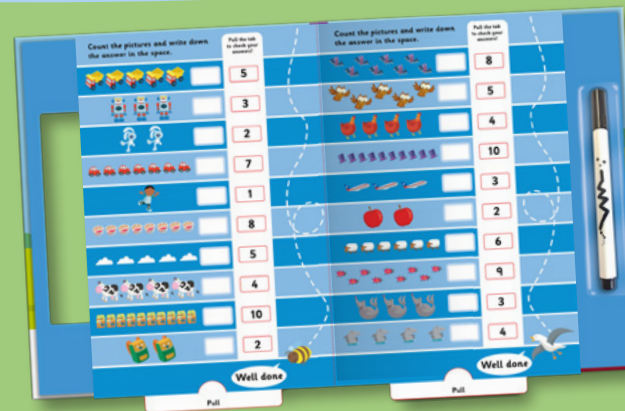 Count the pictures and write down
the answer in the space.
Pull the tab
to check your
answers!
5
3
2
7
1
8
5
4
10
2
Well done
Pull
Count the pictures and write down
the answer in the space.
Pull the tab
to check your
answers!
8
5
4
10
3
2
6
9
3
4
Well done
Pull